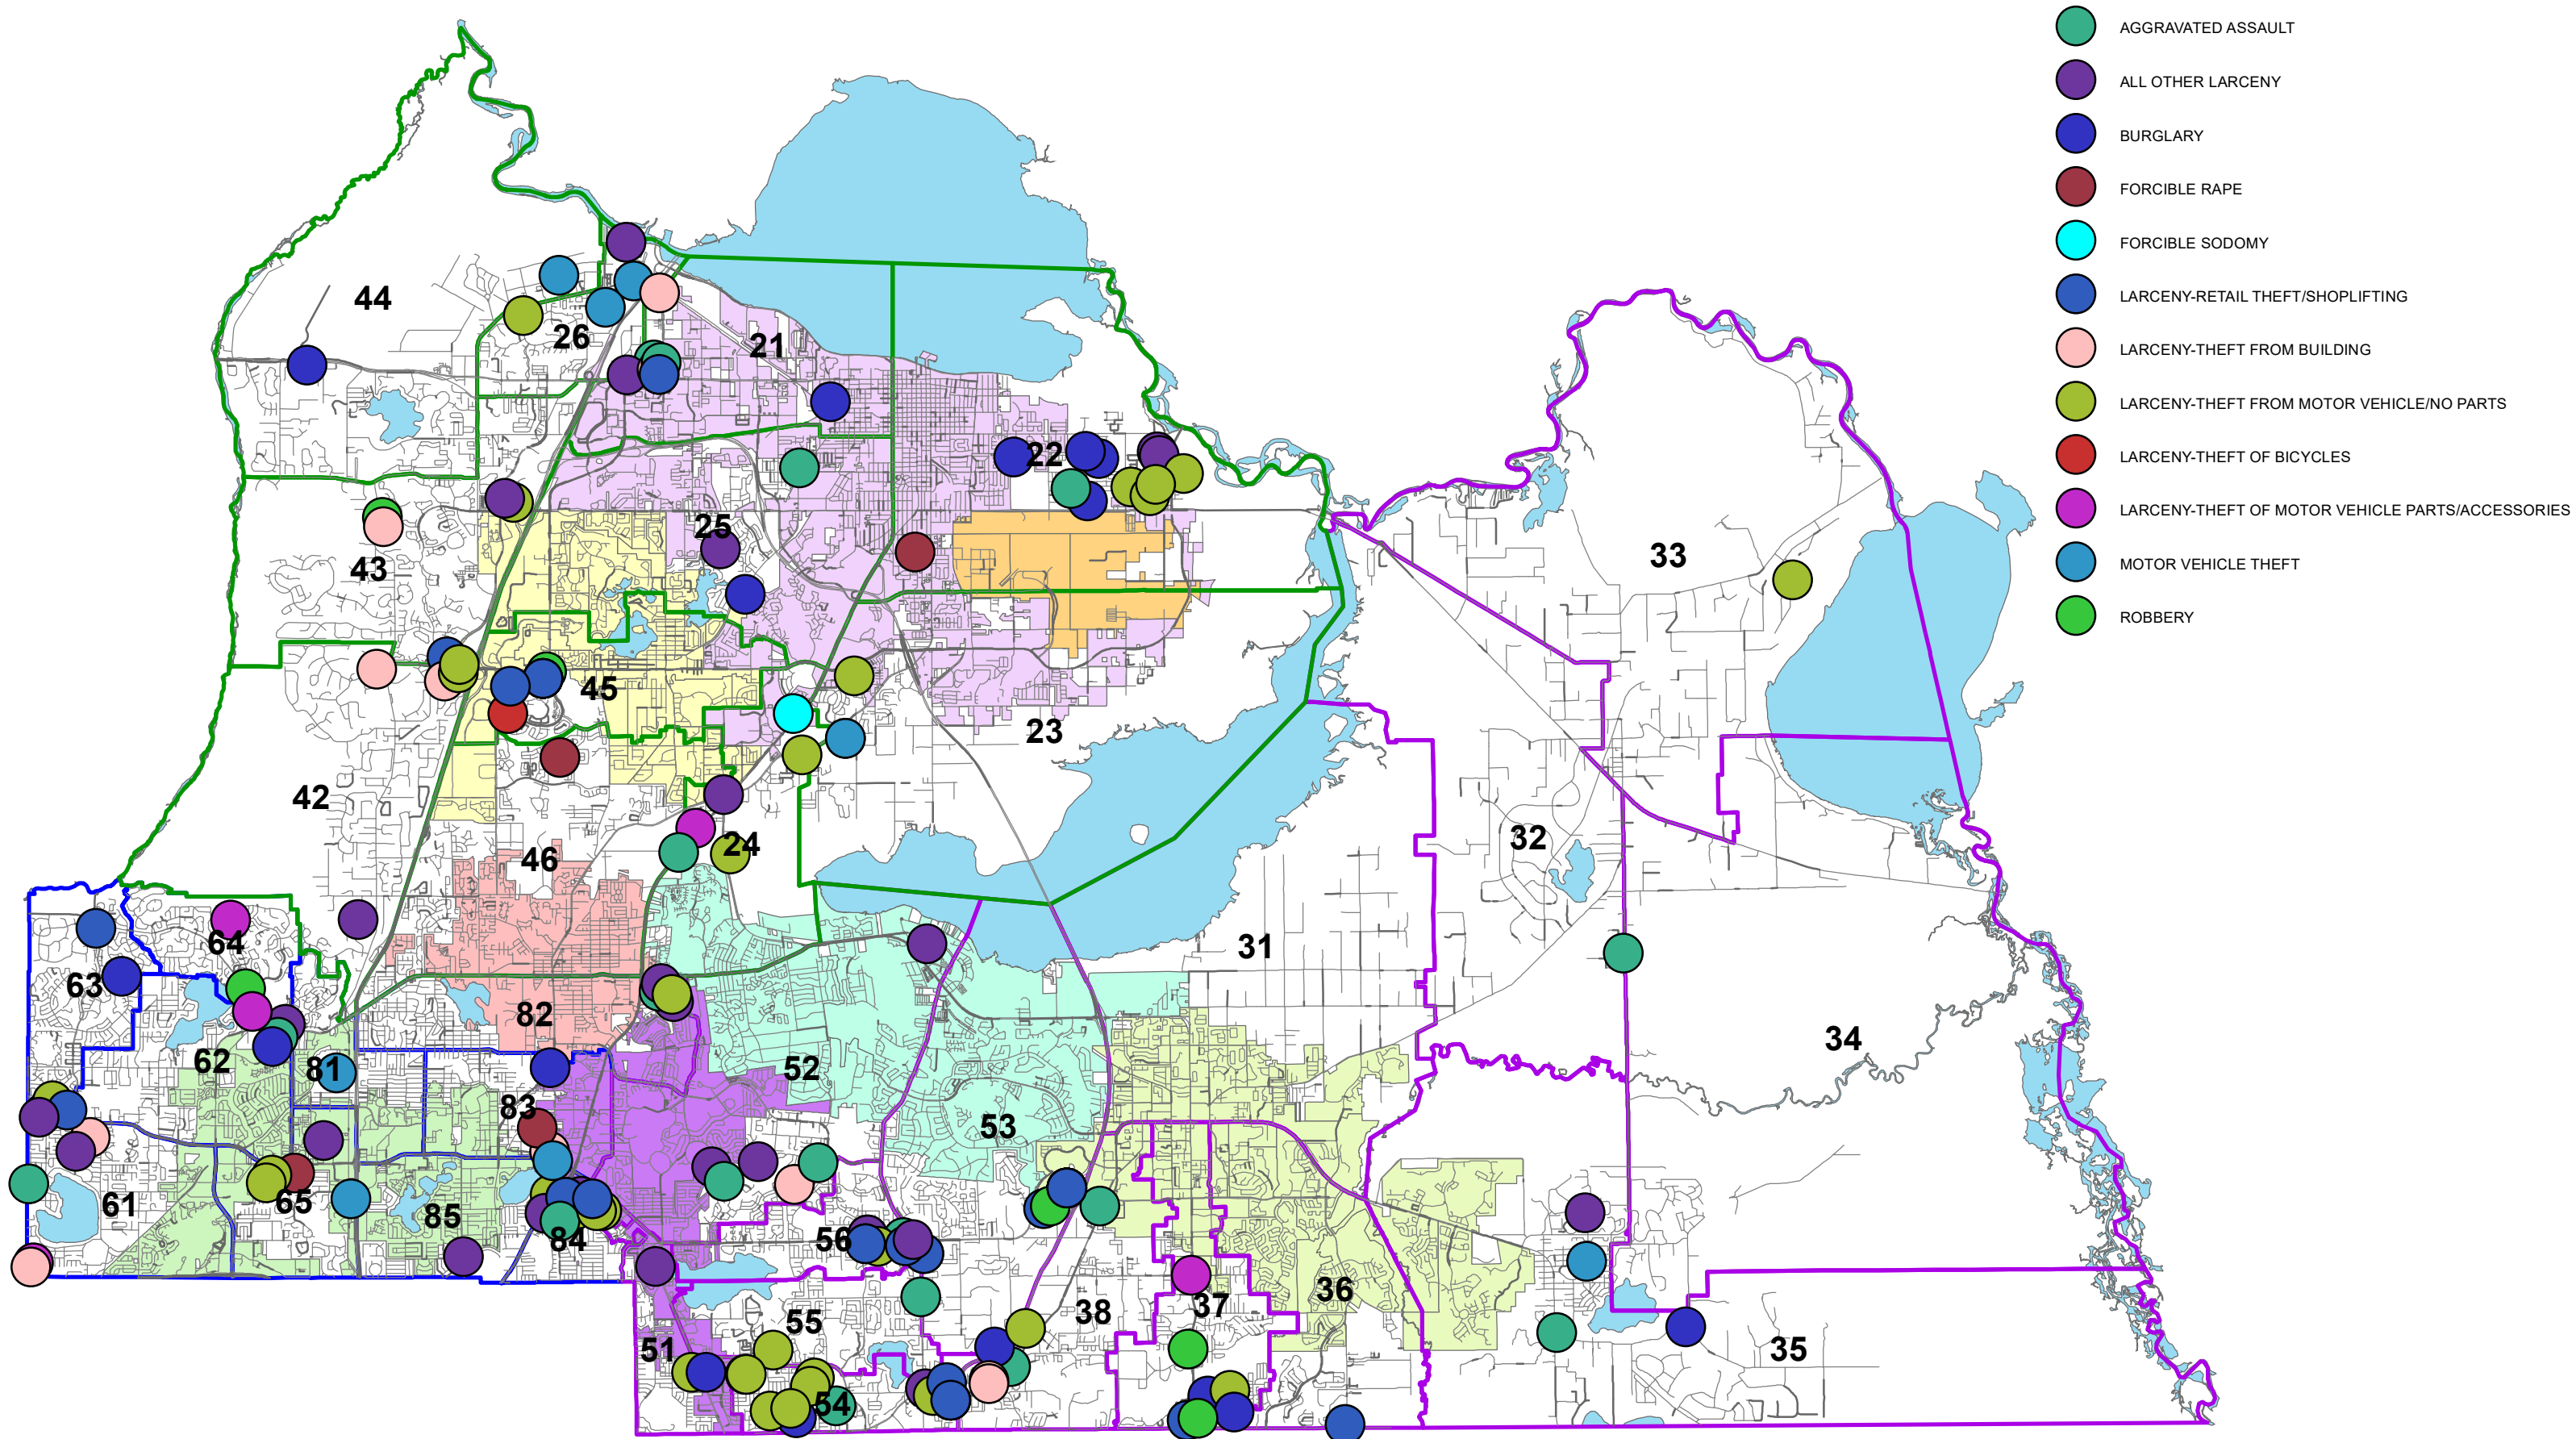 AGGRAVATED ASSAULT
ALL OTHER LARCENY
BURGLARY
FORCIBLE RAPE
FORCIBLE SODOMY
LARCENY-RETAIL THEFT/SHOPLIFTING
LARCENY-THEFT FROM BUILDING
LARCENY-THEFT FROM MOTOR VEHICLE/NO PARTS
LARCENY-THEFT OF BICYCLES
LARCENY-THEFT OF MOTOR VEHICLE PARTS/ACCESSORIES
MOTOR VEHICLE THEFT
ROBBERY
44
26
21
22
25
43
33
45
23
42
46
24
32
64
63
31
82
62
81
52
34
83
53
61
65
85
84
56
36
37
38
55
51
35
54